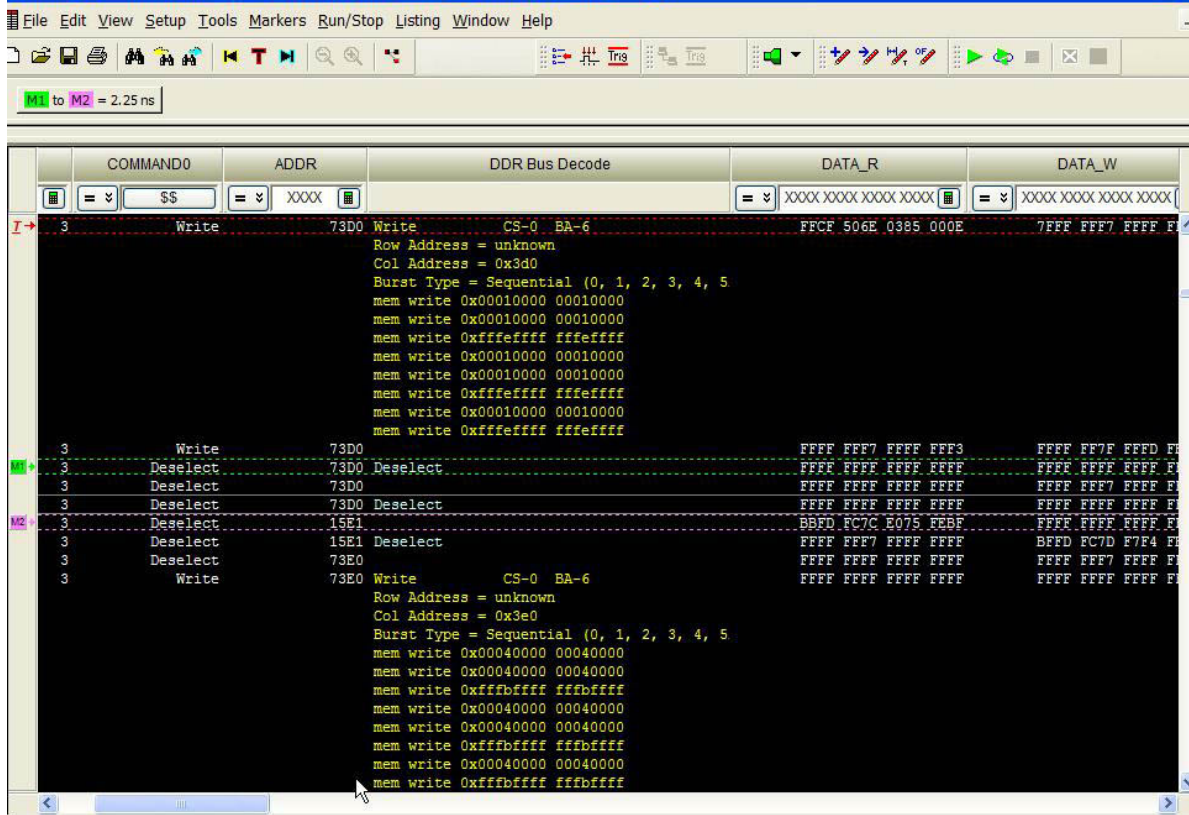 File Edit View Setup Tools Markers Run/Stop Listing Window Help
T Trig Trig
M1 to M2 = 2.25 ns
COMMAND0 ADDR DDR Bus Decode DATA_R DATA_W
= $$ = XXXX = XXXX XXXX XXXX XXXX = XXXX XXXX XXXX XXXX
T 3 Write 73D0 Write CS-0 BA-6 FFCF 506E 0385 000E 7FFF FFF7 FFFF
Row Address = unknown
Col Address = 0x3d0
Burst Type = Sequential (0, 1, 2, 3, 4, 5
mem write 0x00010000 00010000
mem write 0x00010000 00010000
mem write 0xfffeffff fffeffff
mem write 0x00010000 00010000
mem write 0x00010000 00010000
mem write 0xfffeffff fffeffff
mem write 0x00010000 00010000
mem write 0xfffeffff fffeffff
3 Write 73D0 FFFF FFF7 FFFF FFF3 FFFF FF7F FFFD
M1 3 Deselect 73D0 Deselect FFFF FFFF FFFF FFFF FFFF FFFF FFFF
3 Deselect 73D0 FFFF FFFF FFFF FFFF FFFF FFF7 FFFF
3 Deselect 73D0 Deselect FFFF FFFF FFFF FFFF FFFF FFFF FFFF
M2 3 Deselect 15E1 BBFD FC7C E075 FEBF FFFF FFFF FFFF
3 Deselect 15E1 Deselect FFFF FFF7 FFFF FFFF BFFD FC7D F7F4
3 Deselect 73E0 FFFF FFFF FFFF FFFF FFFF FFF7 FFFF
3 Write 73E0 Write CS-0 BA-6 FFFF FFFF FFFF FFFF FFFF FFFF FFFF
Row Address = unknown
Col Address = 0x3e0
Burst Type = Sequential (0, 1, 2, 3, 4, 5
mem write 0x00040000 00040000
mem write 0x00040000 00040000
mem write 0xfffbffff fffbffff
mem write 0x00040000 00040000
mem write 0x00040000 00040000
mem write 0xfffbffff fffbffff
mem write 0x00040000 00040000
mem write 0xfffbffff fffbffff